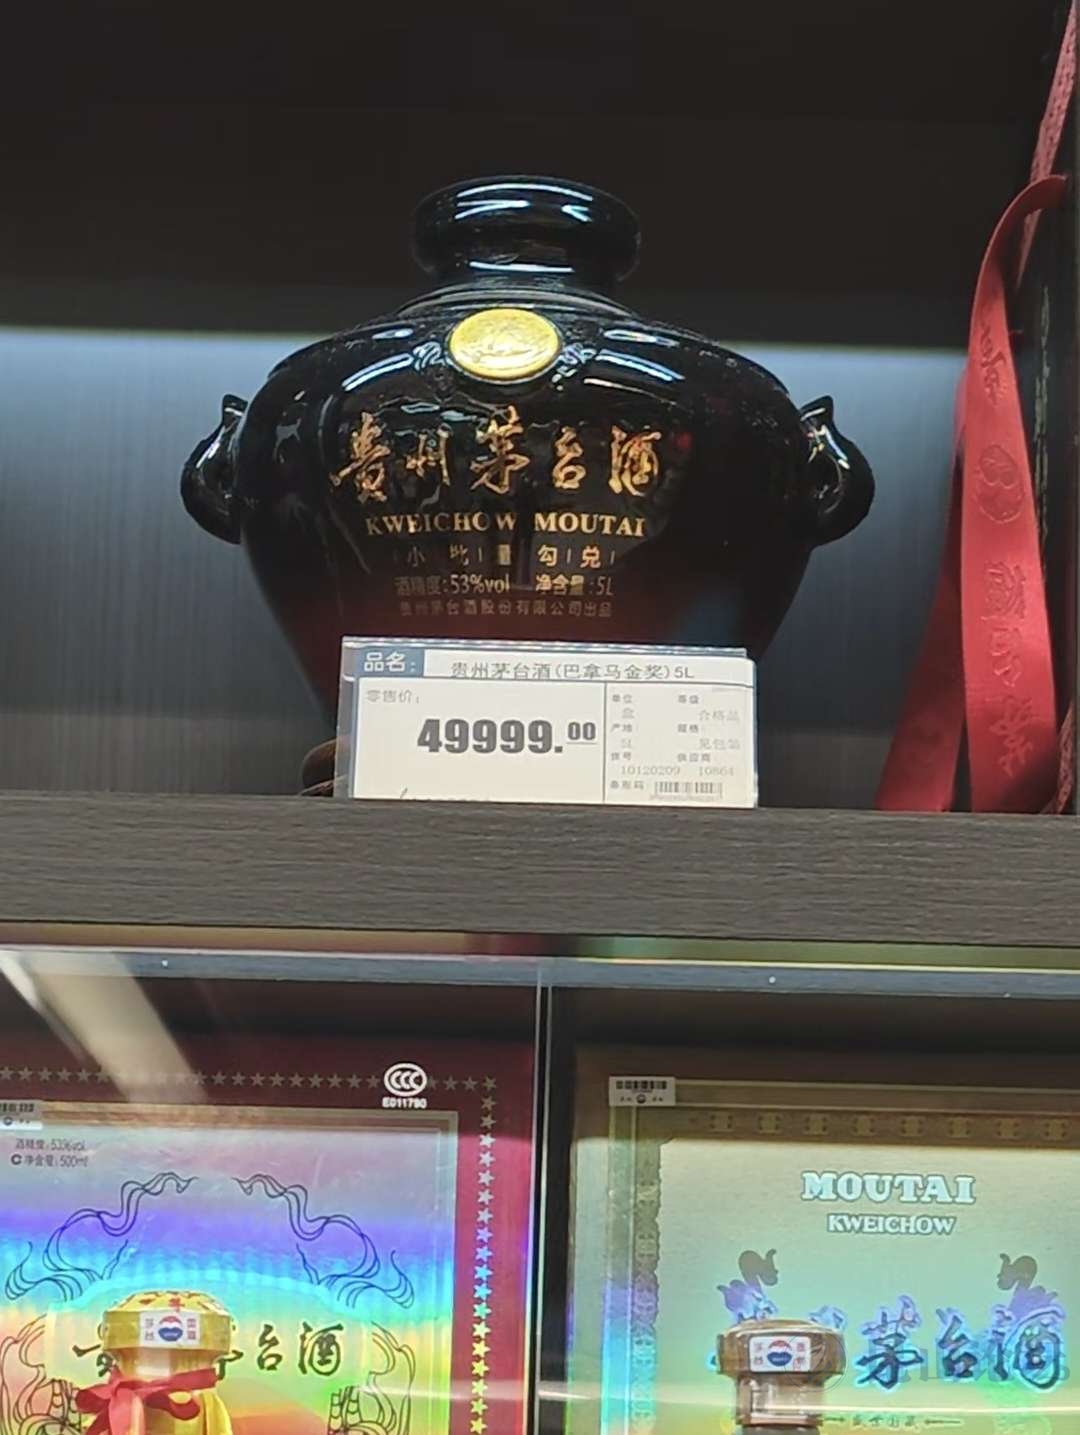 贵州茅台酒
KWEICHOW MOUTAI
小批量勾兑
酒精度:53%vol 净含量:5L
贵州茅台酒股份有限公司出品
品名: 贵州茅台酒(巴拿马金奖)5L
零售价:
49999.00
单位: 等级:
盒 合格品
产地: 规格:
5L 见包装
货号: 供应商:
10120209 10864
条形码:
CCC
E011790
酒精度:53%vol
净含量:500ml
MOUTAI
KWEICHOW
台酒
茅台酒